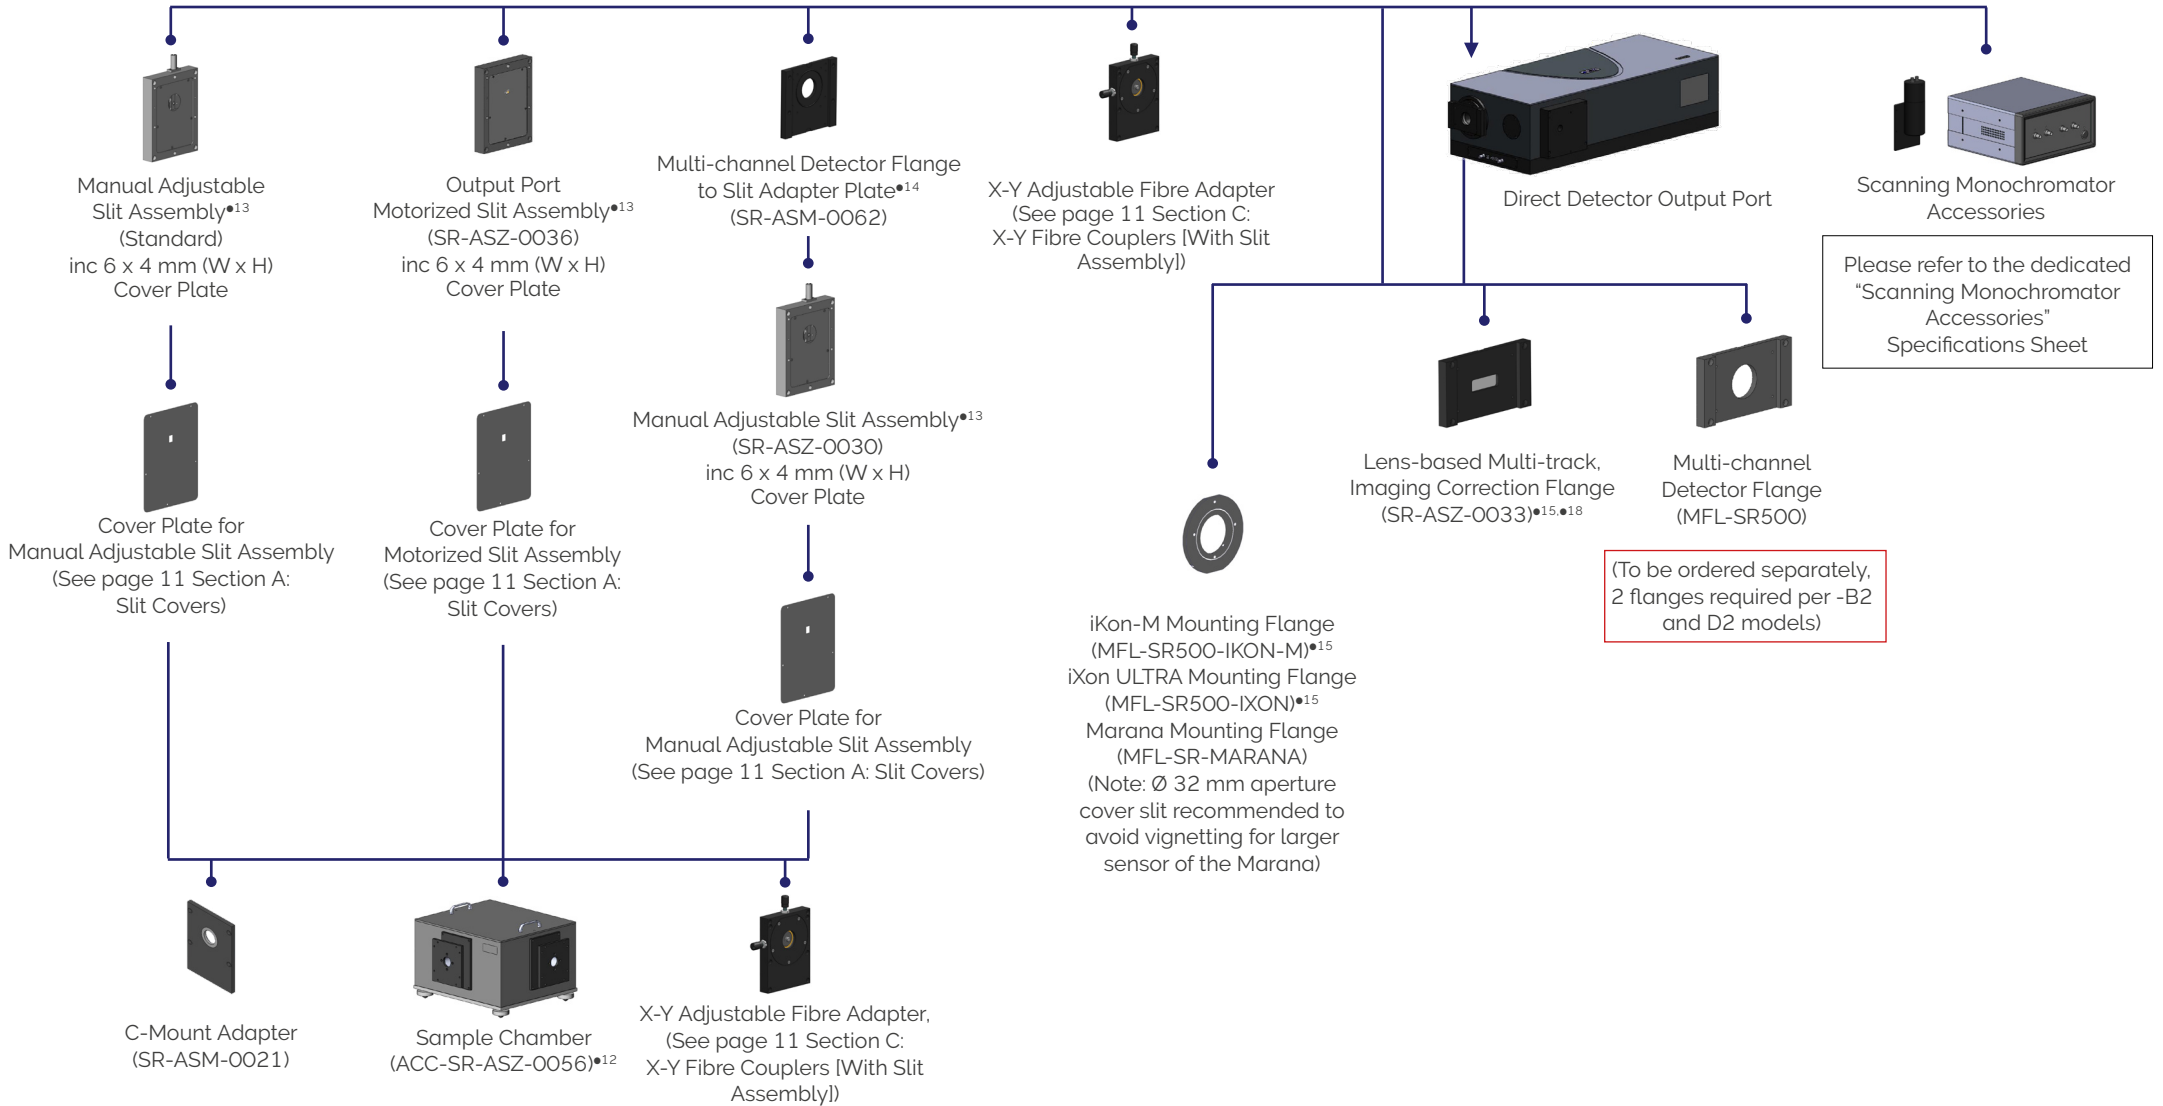 Manual Adjustable
Slit Assembly●13
(Standard)
inc 6 x 4 mm (W x H)
Cover Plate
Output Port
Motorized Slit Assembly●13
(SR-ASZ-0036)
inc 6 x 4 mm (W x H)
Cover Plate
Multi-channel Detector Flange
to Slit Adapter Plate●14
(SR-ASM-0062)
X-Y Adjustable Fibre Adapter
(See page 11 Section C:
X-Y Fibre Couplers [With Slit
Assembly])
Direct Detector Output Port
Scanning Monochromator
Accessories
Please refer to the dedicated
“Scanning Monochromator
Accessories”
Specifications Sheet
Manual Adjustable Slit Assembly●13
(SR-ASZ-0030)
inc 6 x 4 mm (W x H)
Cover Plate
Lens-based Multi-track,
Imaging Correction Flange
(SR-ASZ-0033)●15,●18
Multi-channel
Detector Flange
(MFL-SR500)
(To be ordered separately,
2 flanges required per -B2
and D2 models)
Cover Plate for
Manual Adjustable Slit Assembly
(See page 11 Section A:
Slit Covers)
Cover Plate for
Motorized Slit Assembly
(See page 11 Section A:
Slit Covers)
Cover Plate for
Manual Adjustable Slit Assembly
(See page 11 Section A: Slit Covers)
iKon-M Mounting Flange
(MFL-SR500-IKON-M)●15
iXon ULTRA Mounting Flange
(MFL-SR500-IXON)●15
Marana Mounting Flange
(MFL-SR-MARANA)
(Note: Ø 32 mm aperture
cover slit recommended to
avoid vignetting for larger
sensor of the Marana)
C-Mount Adapter
(SR-ASM-0021)
Sample Chamber
(ACC-SR-ASZ-0056)●12
X-Y Adjustable Fibre Adapter,
(See page 11 Section C:
X-Y Fibre Couplers [With Slit
Assembly])